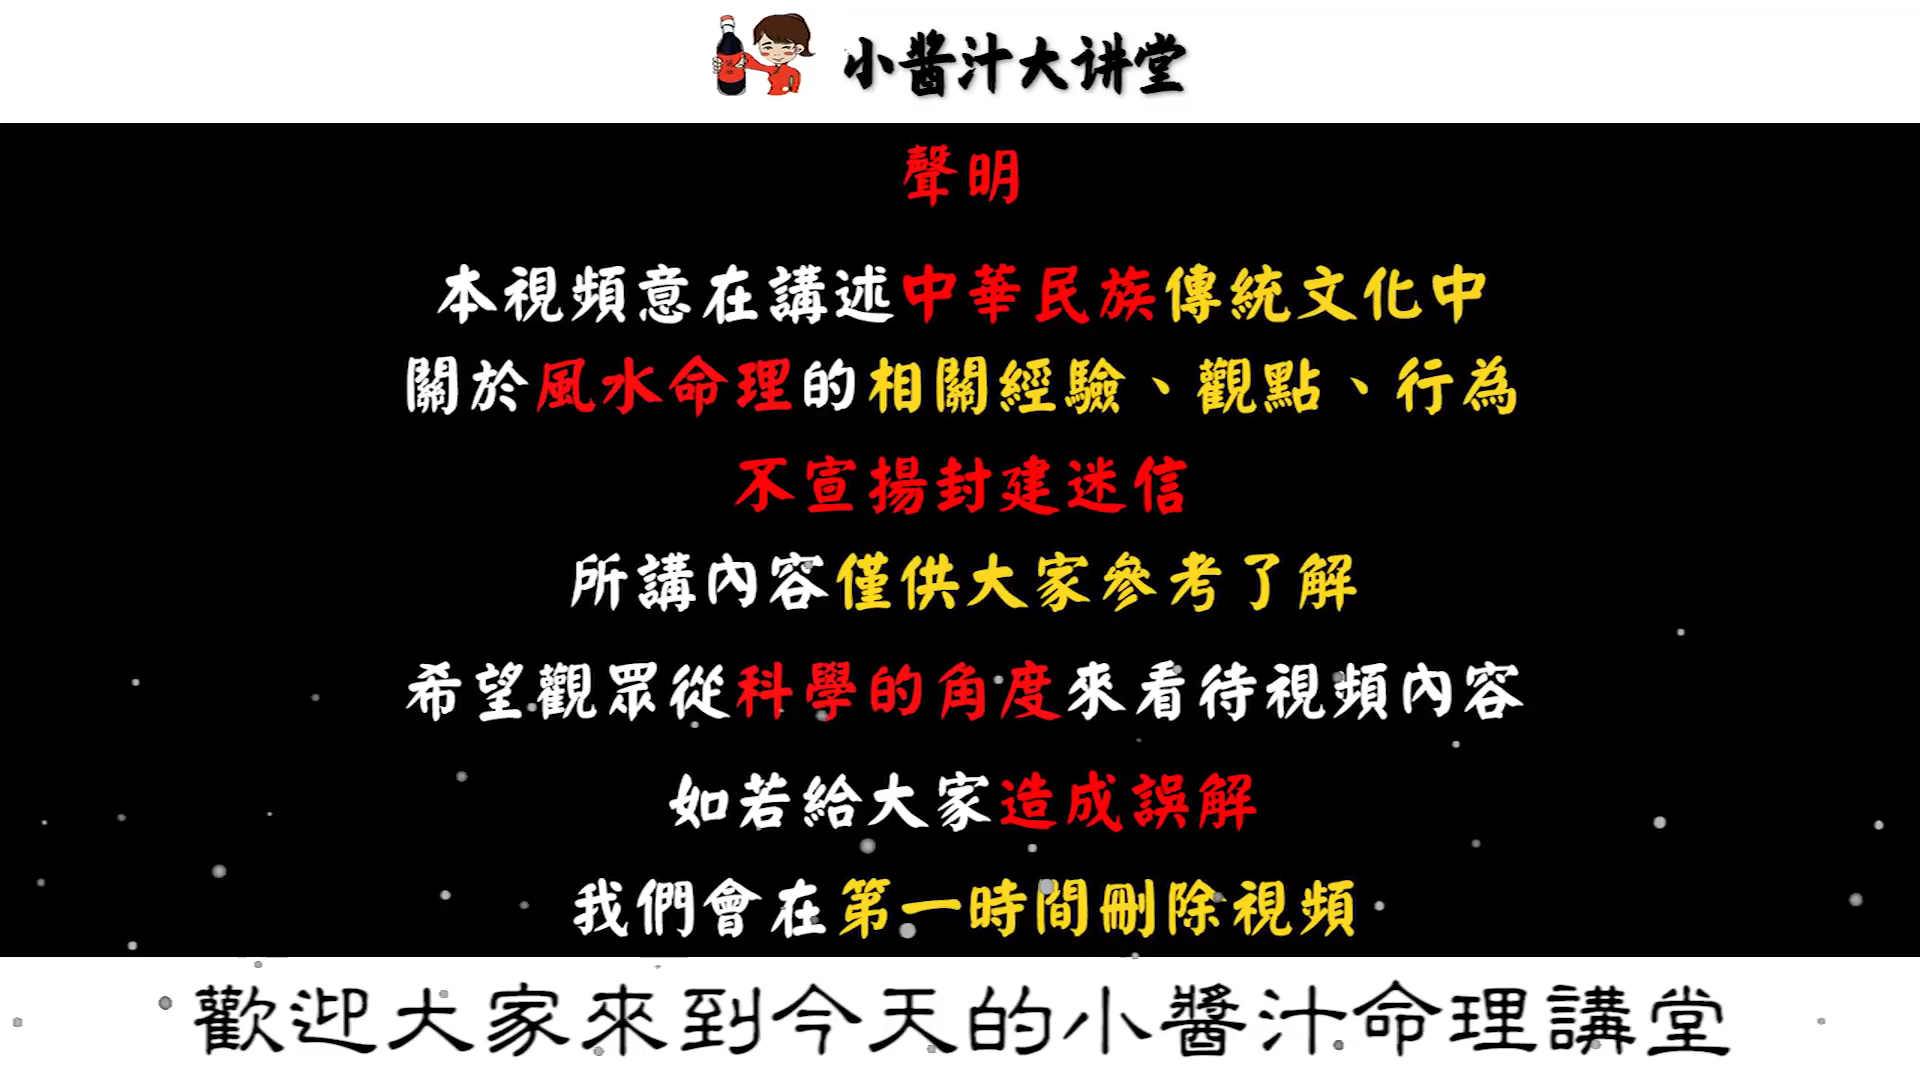 小酱汁大讲堂
聲明
本視頻意在講述中華民族傳統文化中
關於風水命理的相關經驗、觀點、行為
不宣揚封建迷信
所講內容僅供大家參考了解
希望觀眾從科學的角度來看待視頻內容
如若給大家造成誤解
我們會在第一時間刪除視頻
歡迎大家來到今天的小醬汁命理講堂